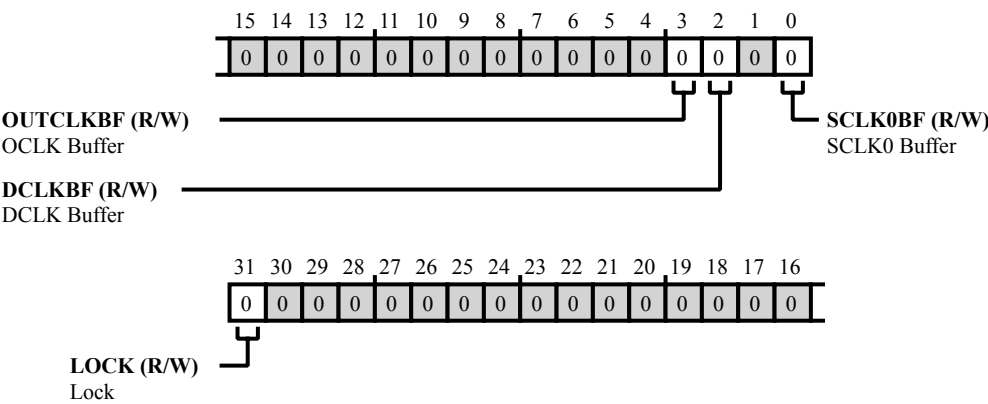 15 14 13 12 11 10 9 8 7 6 5 4 3 2 1 0
0 0 0 0 0 0 0 0 0 0 0 0 0 0 0 0
OUTCLKBF (R/W)
OCLK Buffer
SCLK0BF (R/W)
SCLK0 Buffer
DCLKBF (R/W)
DCLK Buffer
31 30 29 28 27 26 25 24 23 22 21 20 19 18 17 16
0 0 0 0 0 0 0 0 0 0 0 0 0 0 0 0
LOCK (R/W)
Lock